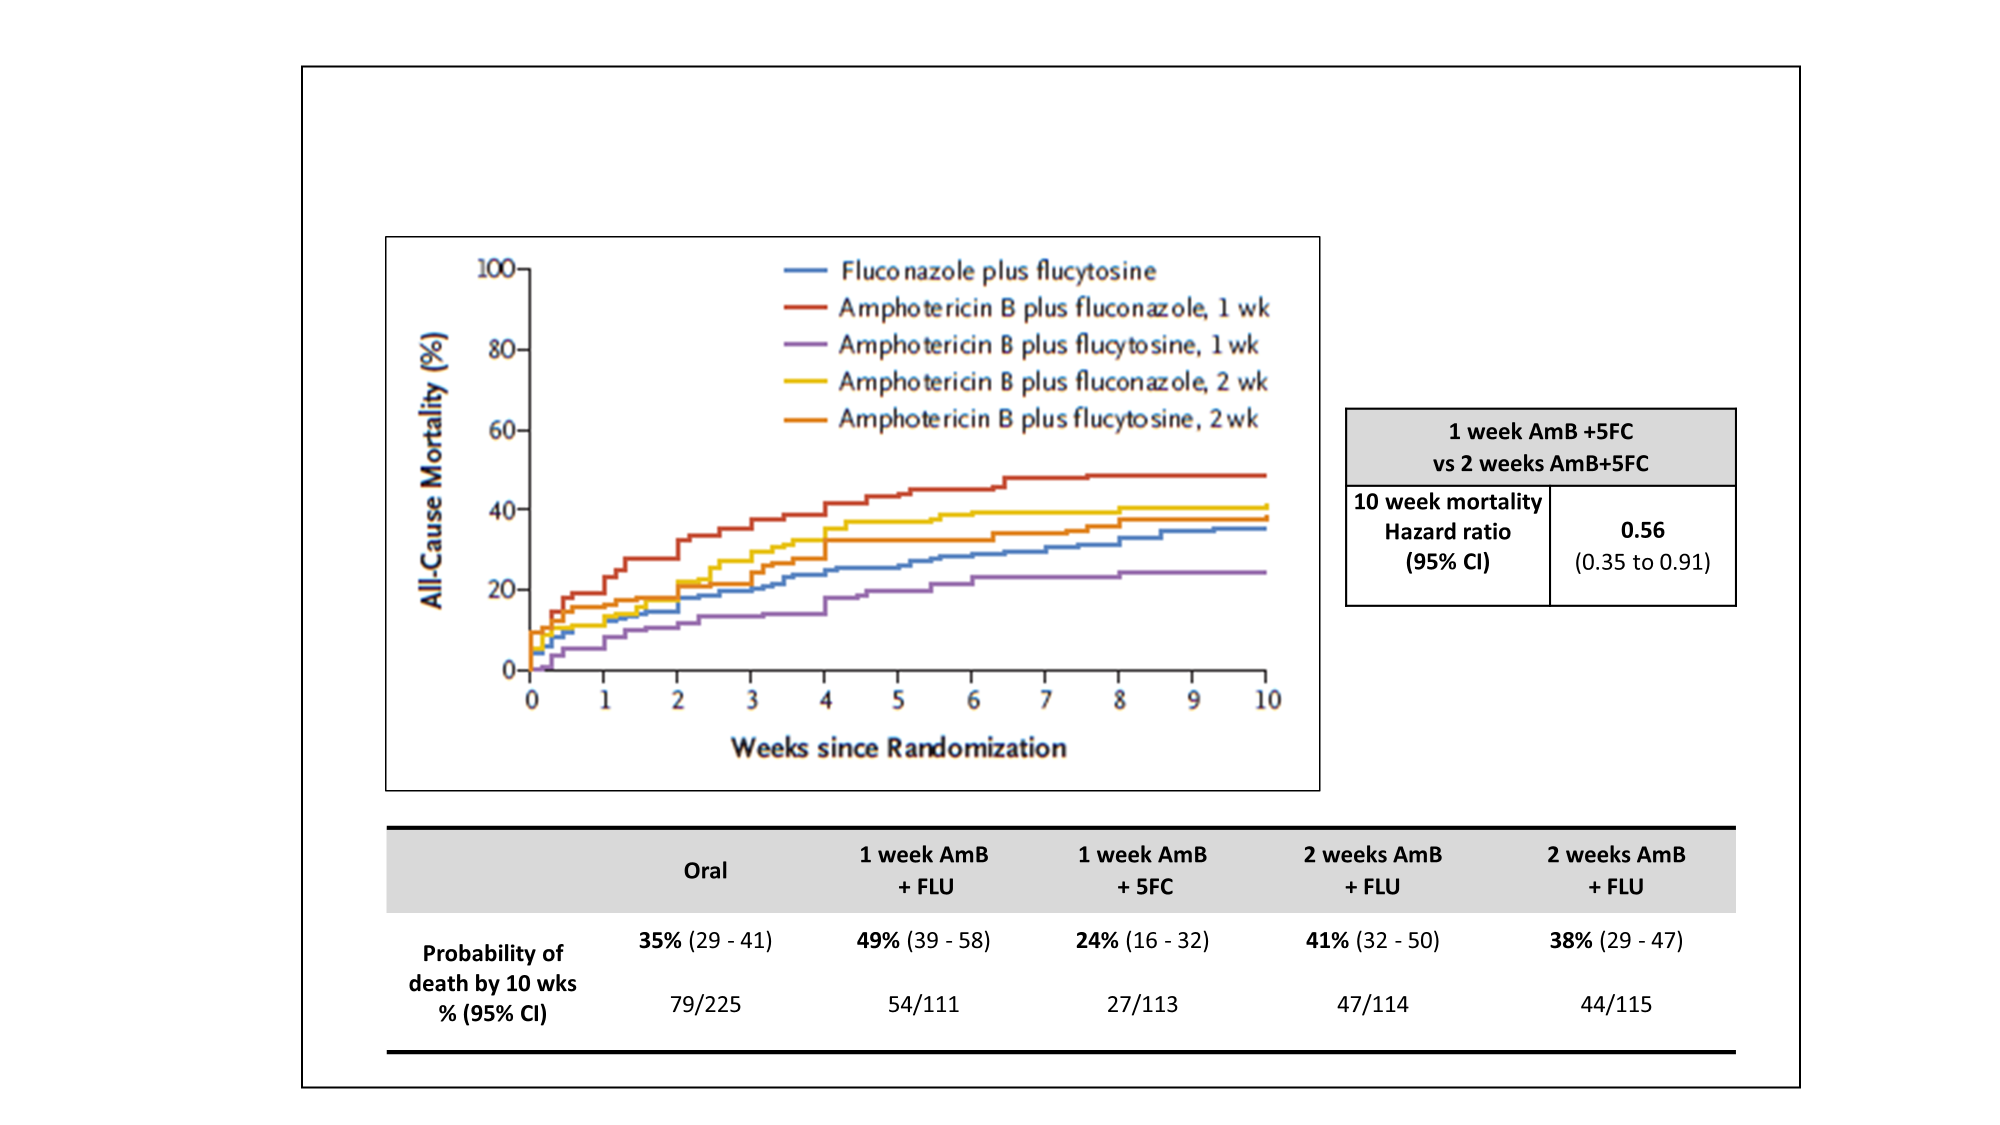 100
80
60
40
20
0
All-Cause Mortality (%)
Fluconazole plus flucytosine
Amphotericin B plus fluconazole, 1 wk
Amphotericin B plus flucytosine, 1 wk
Amphotericin B plus fluconazole, 2 wk
Amphotericin B plus flucytosine, 2 wk
0 1 2 3 4 5 6 7 8 9 10
Weeks since Randomization
1 week AmB +5FC
vs 2 weeks AmB+5FC
10 week mortality
Hazard ratio
(95% CI)
0.56
(0.35 to 0.91)
Oral
1 week AmB
+ FLU
1 week AmB
+ 5FC
2 weeks AmB
+ FLU
2 weeks AmB
+ FLU
Probability of
death by 10 wks
% (95% CI)
35% (29 - 41) 49% (39 - 58) 24% (16 - 32) 41% (32 - 50) 38% (29 - 47)
79/225 54/111 27/113 47/114 44/115